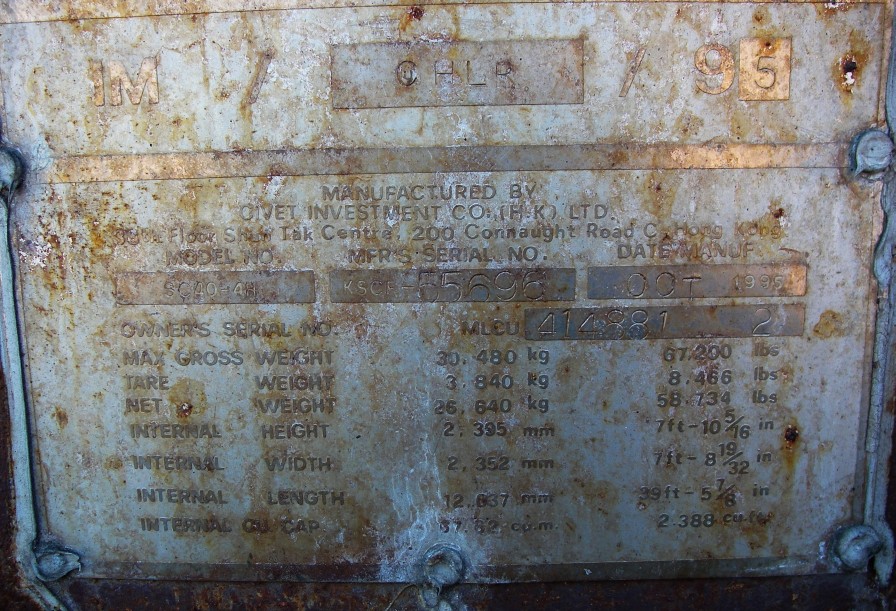 IM / CHLR / 95
MANUFACTURED BY
CIVET INVESTMENT CO. (H.K) LTD.
Floor, Shun Tak Centre, 200 Connaught Road C, Hong Kong
MODEL NO. MFR'S SERIAL NO. DATE MANUF
SC40-4H 55696 OCT 1995
OWNER'S SERIAL NO. MLCU 414881 2
MAX GROSS WEIGHT 30,480 kg 67,200 lbs
TARE WEIGHT 3,840 kg 8,466 lbs
NET WEIGHT 26,640 kg 58,734 lbs
INTERNAL HEIGHT 2,395 mm 7ft-10 5/16 in
INTERNAL WIDTH 2,352 mm 7ft-8 19/32 in
INTERNAL LENGTH 12,037 mm 39ft-5 7/8 in
INTERNAL CU. CAP. cu.m. 2,388 cu.ft